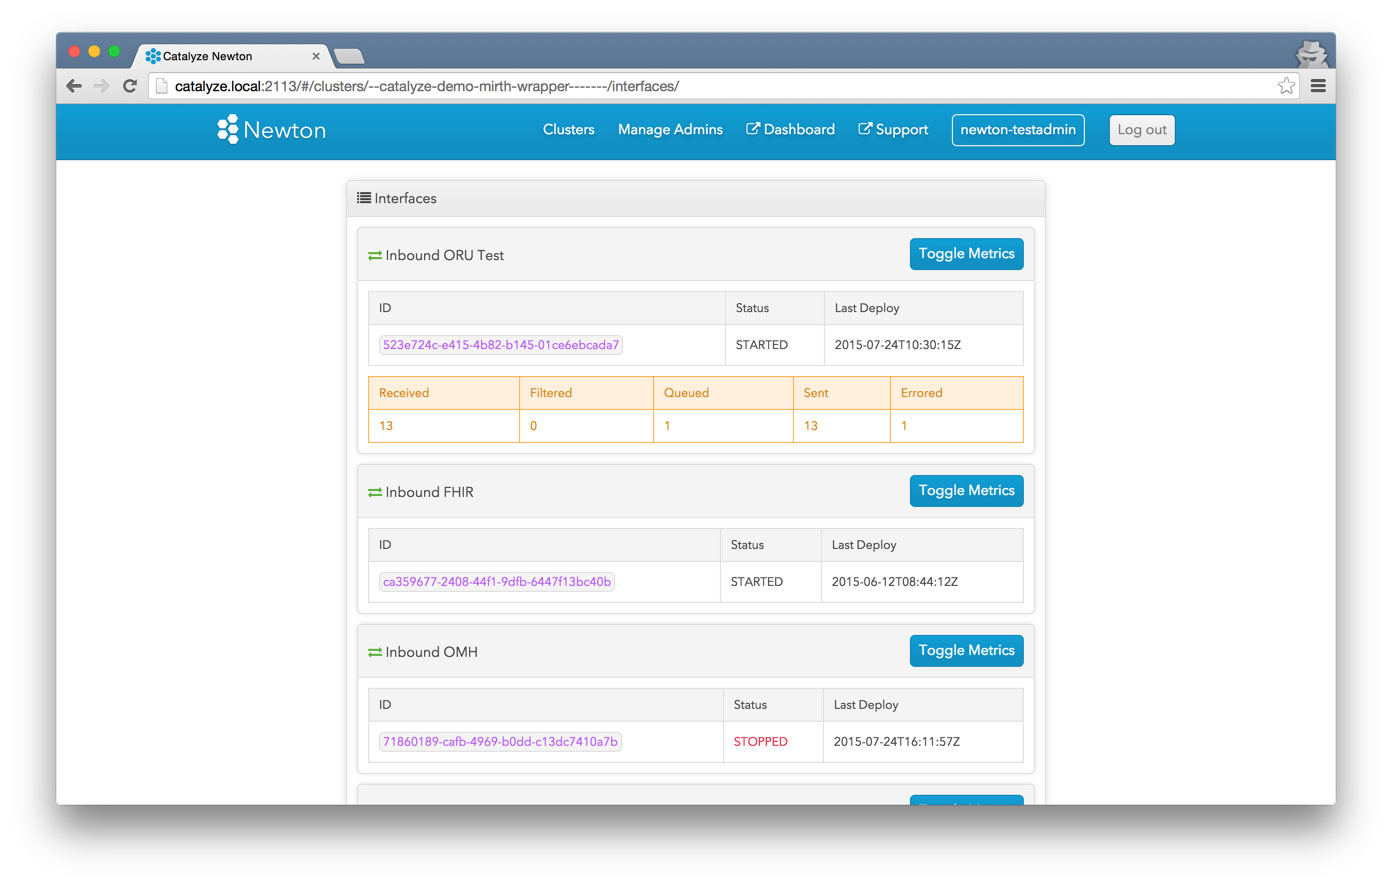 Catalyze Newton
catalyze.local:2113/#/clusters/--catalyze-demo-mirth-wrapper-------/interfaces/
Newton Clusters Manage Admins Dashboard Support newton-testadmin Log out
Interfaces
Inbound ORU Test Toggle Metrics
ID Status Last Deploy
523e724c-e415-4b82-b145-01ce6ebcada7 STARTED 2015-07-24T10:30:15Z
Received Filtered Queued Sent Errored
13 0 1 13 1
Inbound FHIR Toggle Metrics
ID Status Last Deploy
ca359677-2408-44f1-9dfb-6447f13bc40b STARTED 2015-06-12T08:44:12Z
Inbound OMH Toggle Metrics
ID Status Last Deploy
71860189-cafb-4969-b0dd-c13dc7410a7b STOPPED 2015-07-24T16:11:57Z